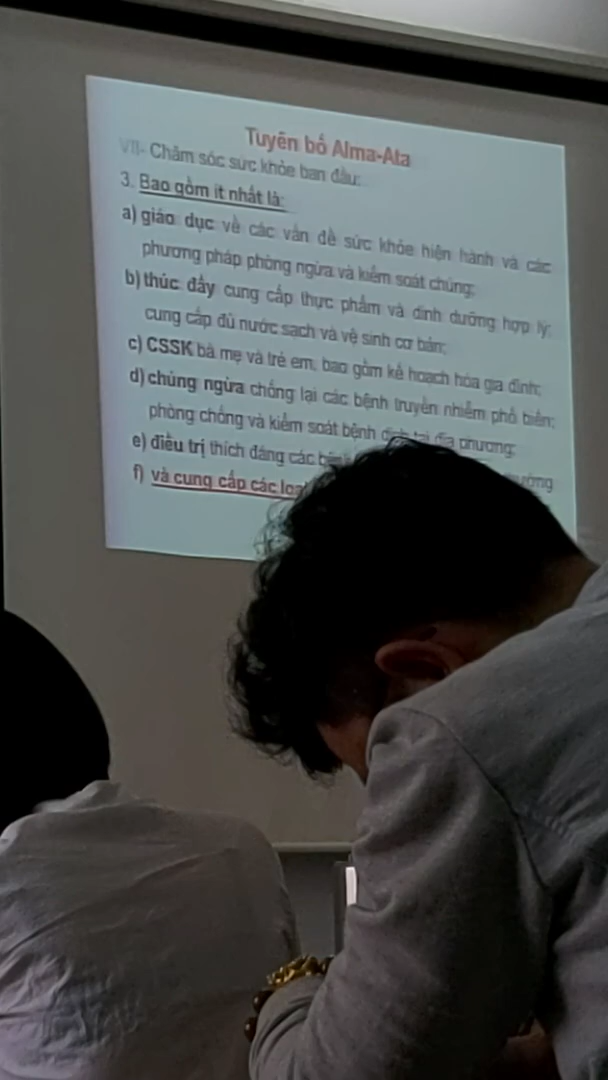 Tuyên bố Alma-Ata
VII- Chăm sóc sức khỏe ban đầu:
3. Bao gồm ít nhất là:
a) giáo dục về các vấn đề sức khỏe hiện hành và các
phương pháp phòng ngừa và kiểm soát chúng;
b) thúc đẩy cung cấp thực phẩm và dinh dưỡng hợp lý;
cung cấp đủ nước sạch và vệ sinh cơ bản;
c) CSSK bà mẹ và trẻ em, bao gồm kế hoạch hóa gia đình;
d) chủng ngừa chống lại các bệnh truyền nhiễm phổ biến;
phòng chống và kiểm soát bệnh dịch tại địa phương;
e) điều trị thích đáng các
f) và cung cấp các